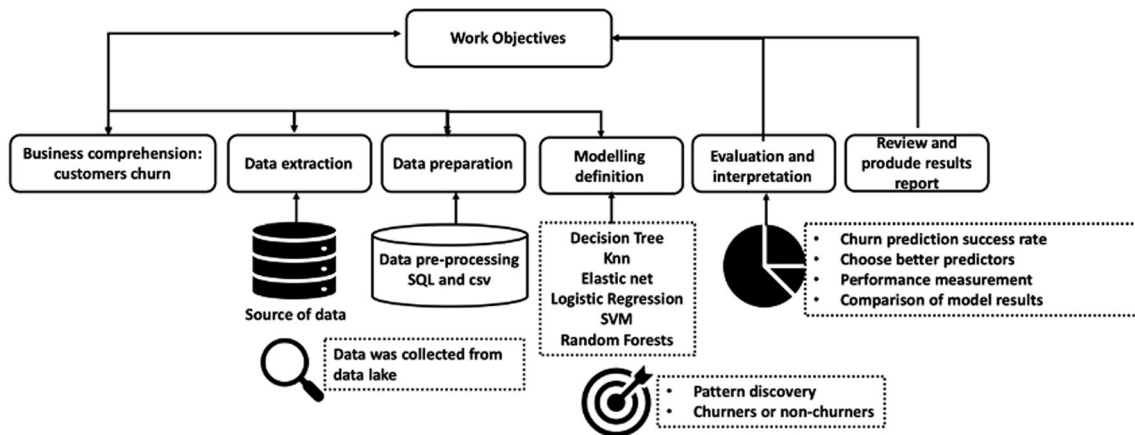 Work Objectives
Business comprehension:
customers churn
Data extraction
Data preparation
Modelling
definition
Evaluation and
interpretation
Review and
produde results
report
Source of data
Data pre-processing
SQL and csv
Decision Tree
Knn
Elastic net
Logistic Regression
SVM
Random Forests
• Churn prediction success rate
• Choose better predictors
• Performance measurement
• Comparison of model results
Data was collected from
data lake
• Pattern discovery
• Churners or non-churners